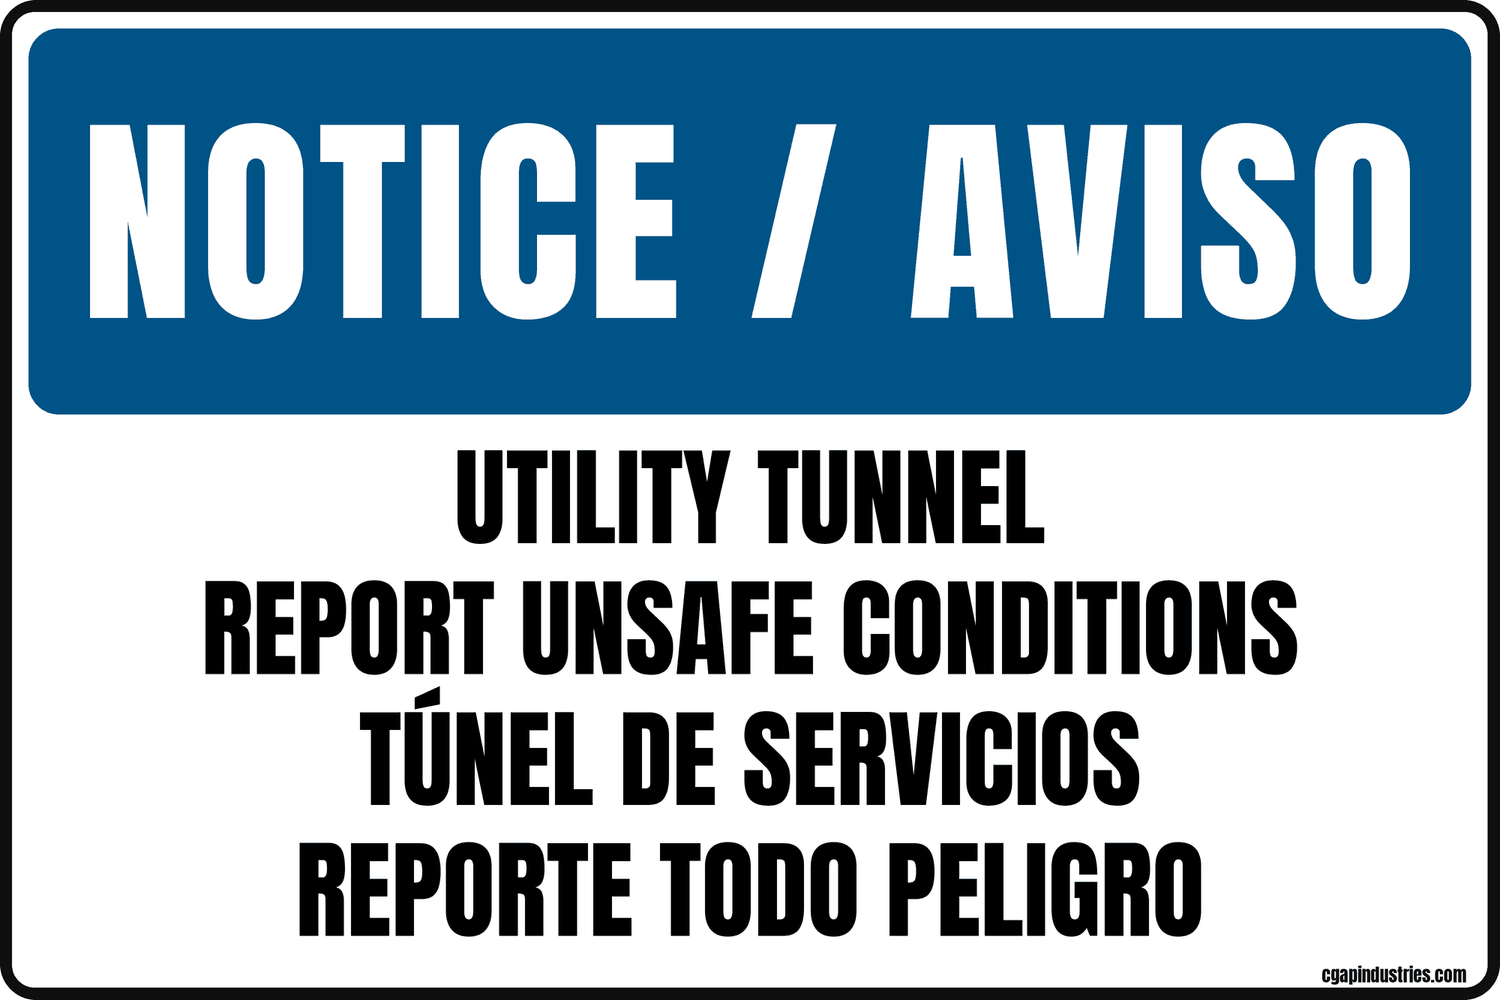 NOTICE / AVISO
UTILITY TUNNEL
REPORT UNSAFE CONDITIONS
TÚNEL DE SERVICIOS
REPORTE TODO PELIGRO
cgapindustries.com